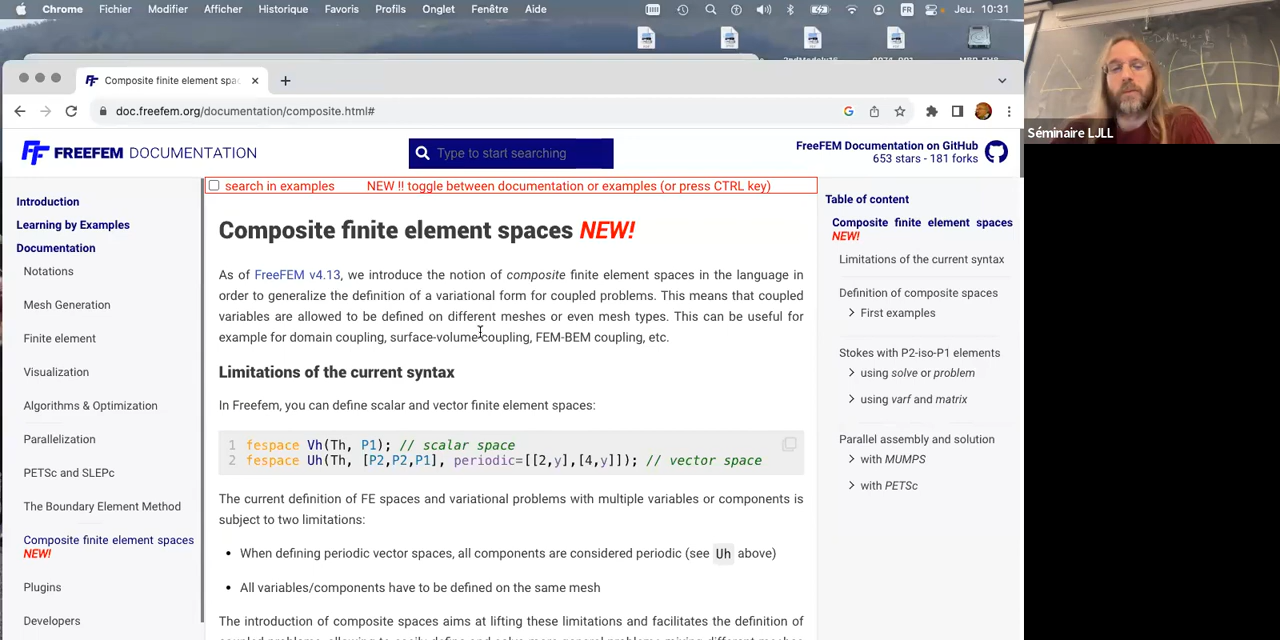 Chrome Fichier Modifier Afficher Historique Favoris Profils Onglet Fenêtre Aide FR Jeu. 10:31
Composite finite element spac
doc.freefem.org/documentation/composite.html#
FREEFEM DOCUMENTATION
Type to start searching
FreeFEM Documentation on GitHub
653 stars - 181 forks
Séminaire LJLL
Introduction
Learning by Examples
Documentation
Notations
Mesh Generation
Finite element
Visualization
Algorithms & Optimization
Parallelization
PETSc and SLEPc
The Boundary Element Method
Composite finite element spaces
NEW!
Plugins
Developers
search in examples NEW !! toggle between documentation or examples (or press CTRL key)
Composite finite element spaces NEW!
As of FreeFEM v4.13, we introduce the notion of composite finite element spaces in the language in
order to generalize the definition of a variational form for coupled problems. This means that coupled
variables are allowed to be defined on different meshes or even mesh types. This can be useful for
example for domain coupling, surface-volume coupling, FEM-BEM coupling, etc.
Limitations of the current syntax
In Freefem, you can define scalar and vector finite element spaces:
1 fespace Vh(Th, P1); // scalar space
2 fespace Uh(Th, [P2,P2,P1], periodic=[[2,y],[4,y]]); // vector space
The current definition of FE spaces and variational problems with multiple variables or components is
subject to two limitations:
• When defining periodic vector spaces, all components are considered periodic (see Uh above)
• All variables/components have to be defined on the same mesh
The introduction of composite spaces aims at lifting these limitations and facilitates the definition of
Table of content
Composite finite element spaces
NEW!
Limitations of the current syntax
Definition of composite spaces
First examples
Stokes with P2-iso-P1 elements
using solve or problem
using varf and matrix
Parallel assembly and solution
with MUMPS
with PETSc